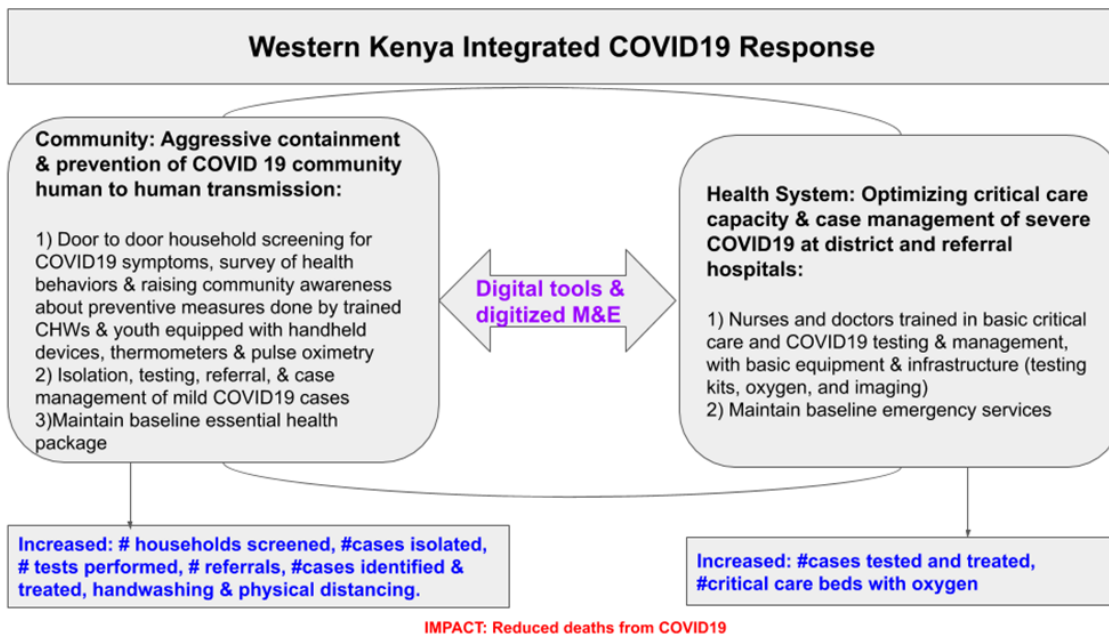 Western Kenya Integrated COVID19 Response
Community: Aggressive containment
& prevention of COVID 19 community
human to human transmission:
1) Door to door household screening for
COVID19 symptoms, survey of health
behaviors & raising community awareness
about preventive measures done by trained
CHWs & youth equipped with handheld
devices, thermometers & pulse oximetry
2) Isolation, testing, referral, & case
management of mild COVID19 cases
3)Maintain baseline essential health
package
Digital tools &
digitized M&E
Health System: Optimizing critical care
capacity & case management of severe
COVID19 at district and referral
hospitals:
1) Nurses and doctors trained in basic critical
care and COVID19 testing & management,
with basic equipment & infrastructure (testing
kits, oxygen, and imaging)
2) Maintain baseline emergency services
Increased: # households screened, #cases isolated,
# tests performed, # referrals, #cases identified &
treated, handwashing & physical distancing.
Increased: #cases tested and treated,
#critical care beds with oxygen
IMPACT: Reduced deaths from COVID19